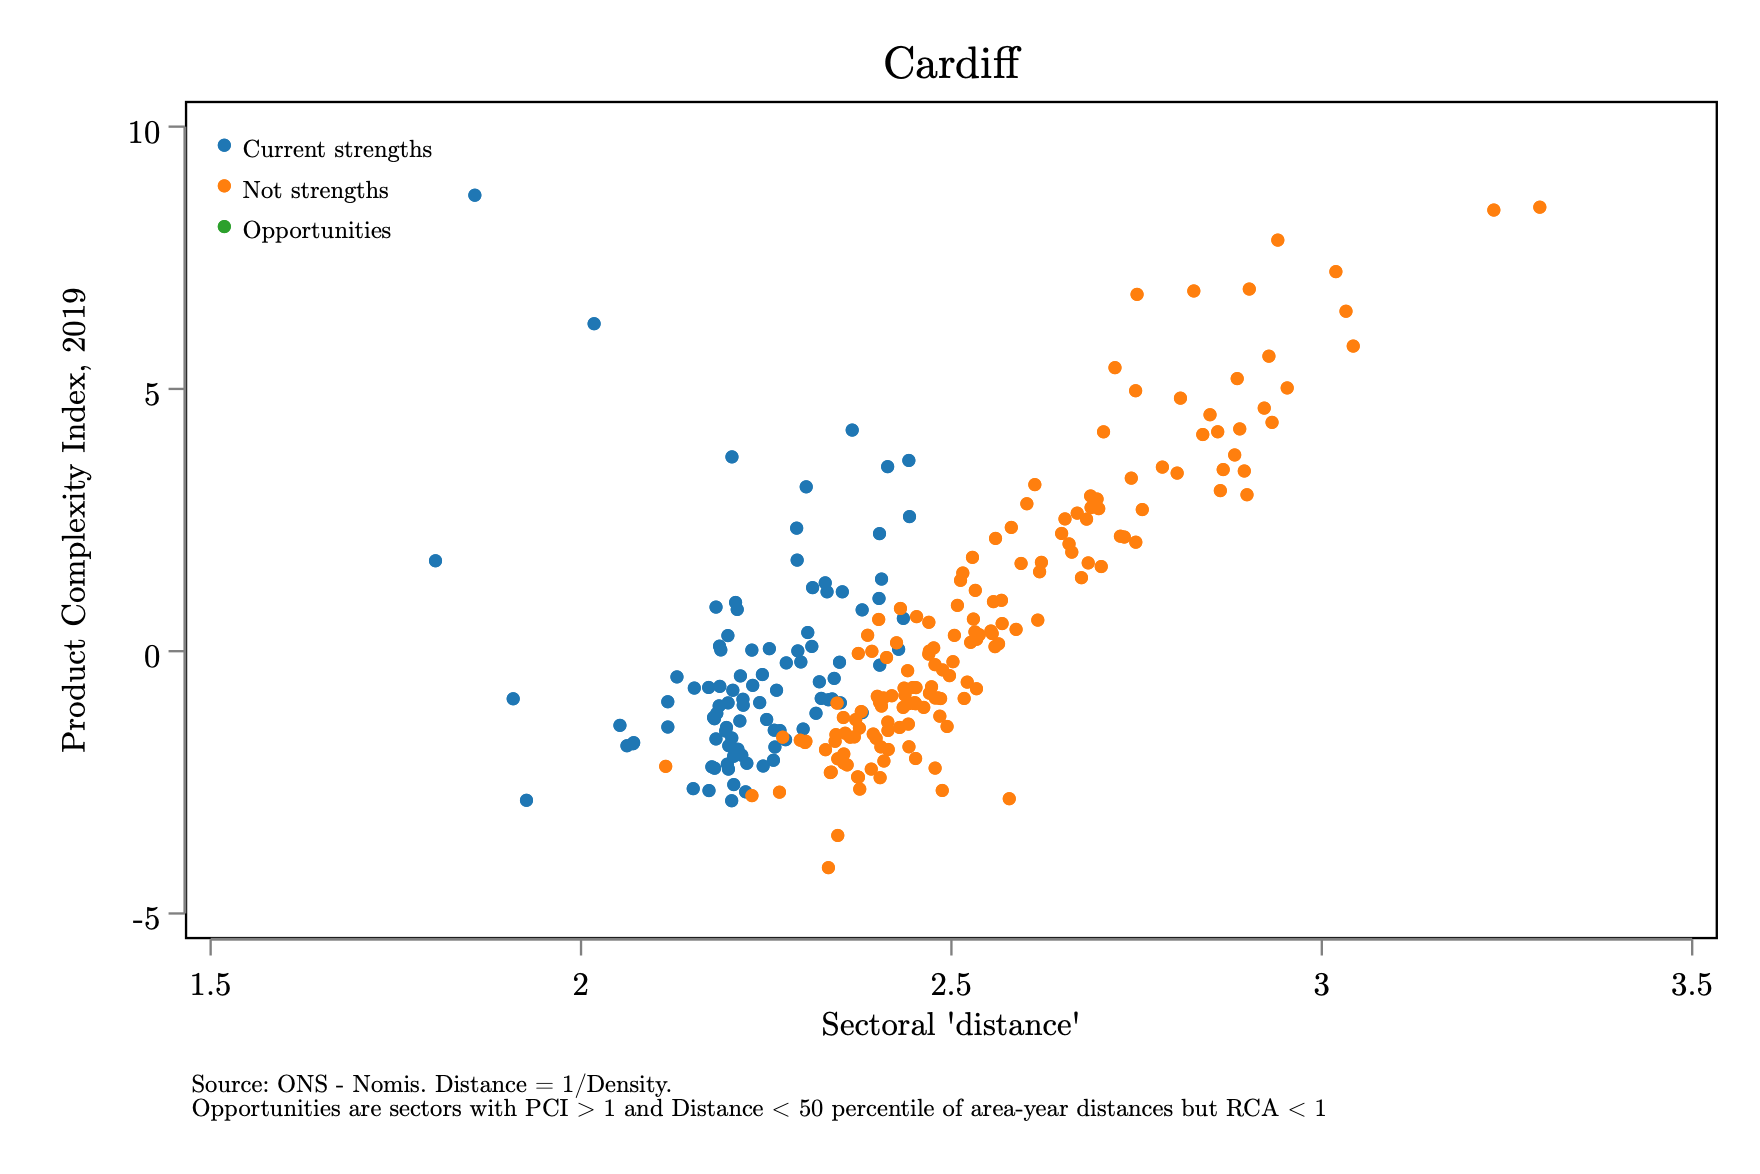 Cardiff
Current strengths
Not strengths
Opportunities
Product Complexity Index, 2019
10
5
0
-5
1.5 2 2.5 3 3.5
Sectoral 'distance'
Source: ONS - Nomis. Distance = 1/Density.
Opportunities are sectors with PCI > 1 and Distance < 50 percentile of area-year distances but RCA < 1